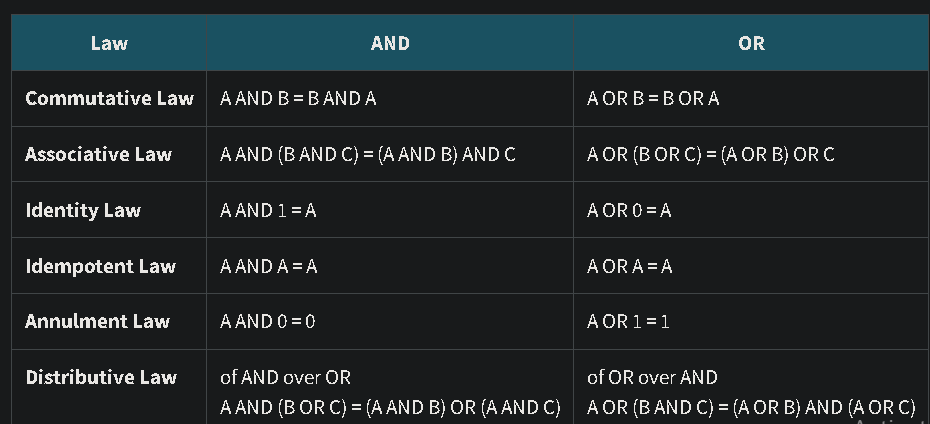 Law AND OR
Commutative Law A AND B = B AND A A OR B = B OR A
Associative Law A AND (B AND C) = (A AND B) AND C A OR (B OR C) = (A OR B) OR C
Identity Law A AND 1 = A A OR 0 = A
Idempotent Law A AND A = A A OR A = A
Annulment Law A AND 0 = 0 A OR 1 = 1
Distributive Law of AND over OR of OR over AND
A AND (B OR C) = (A AND B) OR (A AND C) A OR (B AND C) = (A OR B) AND (A OR C)